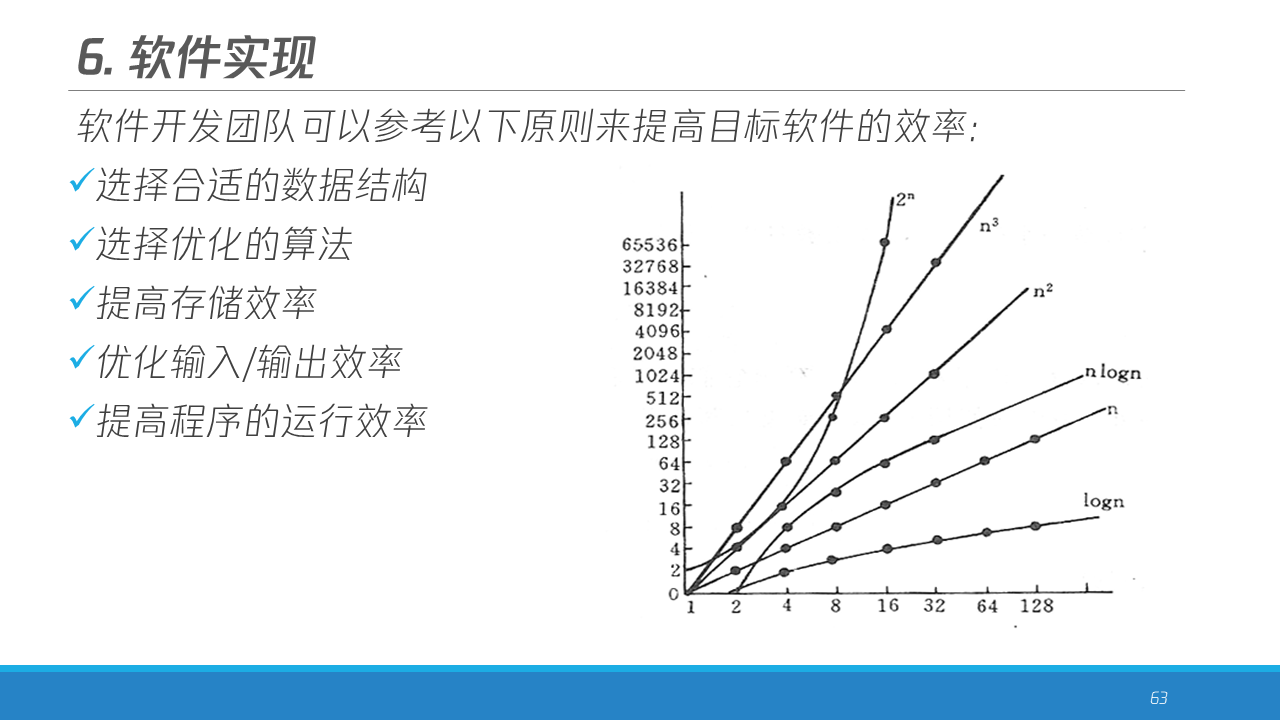 6. 软件实现
软件开发团队可以参考以下原则来提高目标软件的效率：
✓选择合适的数据结构
✓选择优化的算法
✓提高存储效率
✓优化输入/输出效率
✓提高程序的运行效率
2ⁿ
n³
65536
32768
16384
n²
8192
4096
2048
1024
n logn
512
n
256
128
64
32
logn
16
8
4
2
0
1 2 4 8 16 32 64 128
63